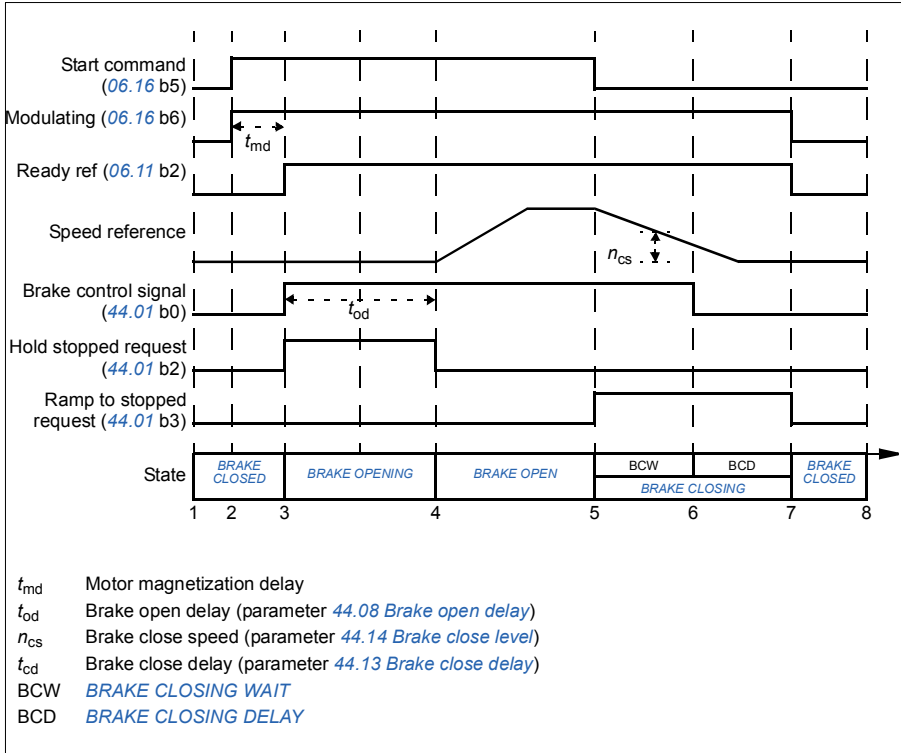 Start command
(06.16 b5)
Modulating (06.16 b6)
tmd
Ready ref (06.11 b2)
Speed reference
ncs
Brake control signal
(44.01 b0)
tod
Hold stopped request
(44.01 b2)
Ramp to stopped
request (44.01 b3)
State
BRAKE
CLOSED
BRAKE OPENING
BRAKE OPEN
BCW
BCD
BRAKE CLOSING
BRAKE
CLOSED
1 2 3 4 5 6 7 8
tmd Motor magnetization delay
tod Brake open delay (parameter 44.08 Brake open delay)
ncs Brake close speed (parameter 44.14 Brake close level)
tcd Brake close delay (parameter 44.13 Brake close delay)
BCW BRAKE CLOSING WAIT
BCD BRAKE CLOSING DELAY